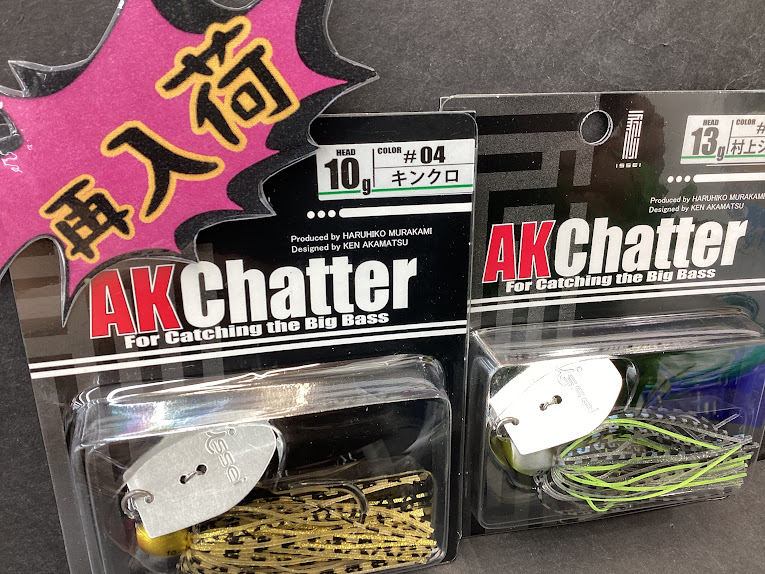 再入荷
HEAD
10g
COLOR #04
キンクロ
Produced by HARUHIKO MURAKAMI
Designed by KEN AKAMATSU
AKChatter
For Catching the Big Bass
issei
ISSEI
HEAD
13g
COLOR #
村上シ
Produced by HARUHIKO MURAKAMI
Designed by KEN AKAMATSU
AKChatter
For Catching the Big Bass
issei